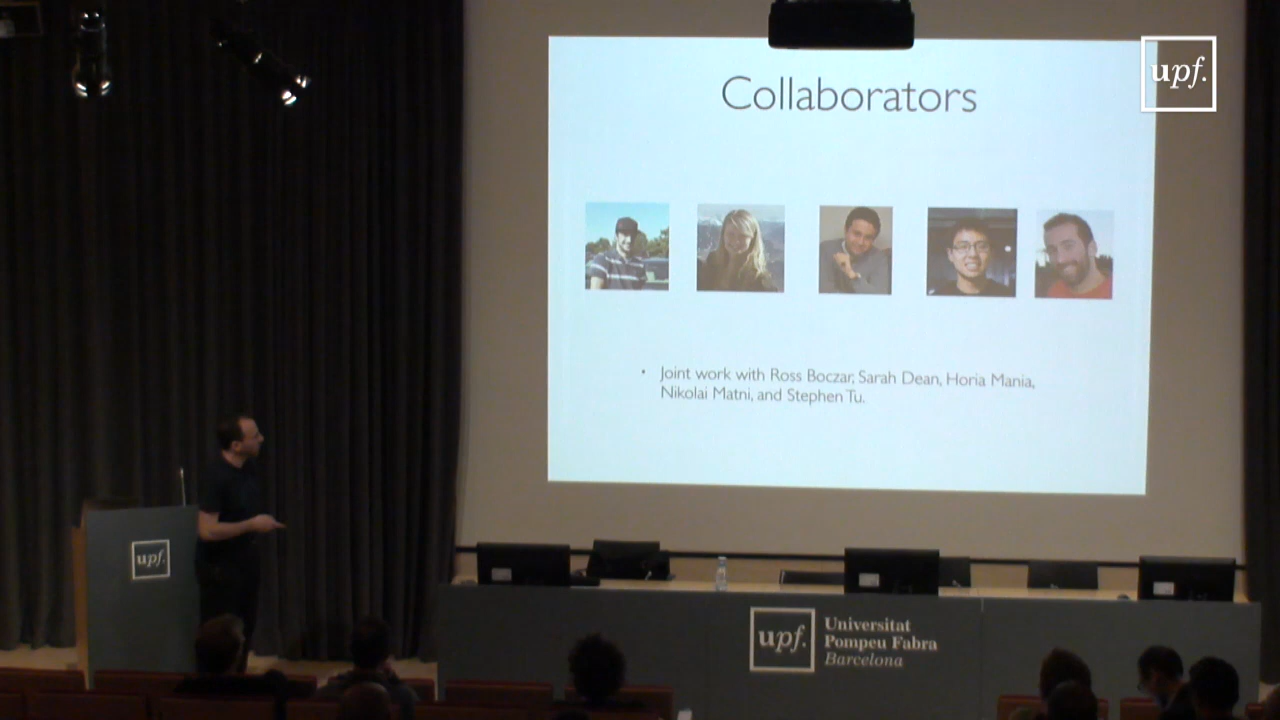 Collaborators
upf.
• Joint work with Ross Boczar, Sarah Dean, Horia Mania,
Nikolai Matni, and Stephen Tu.
upf.
upf.
Universitat
Pompeu Fabra
Barcelona